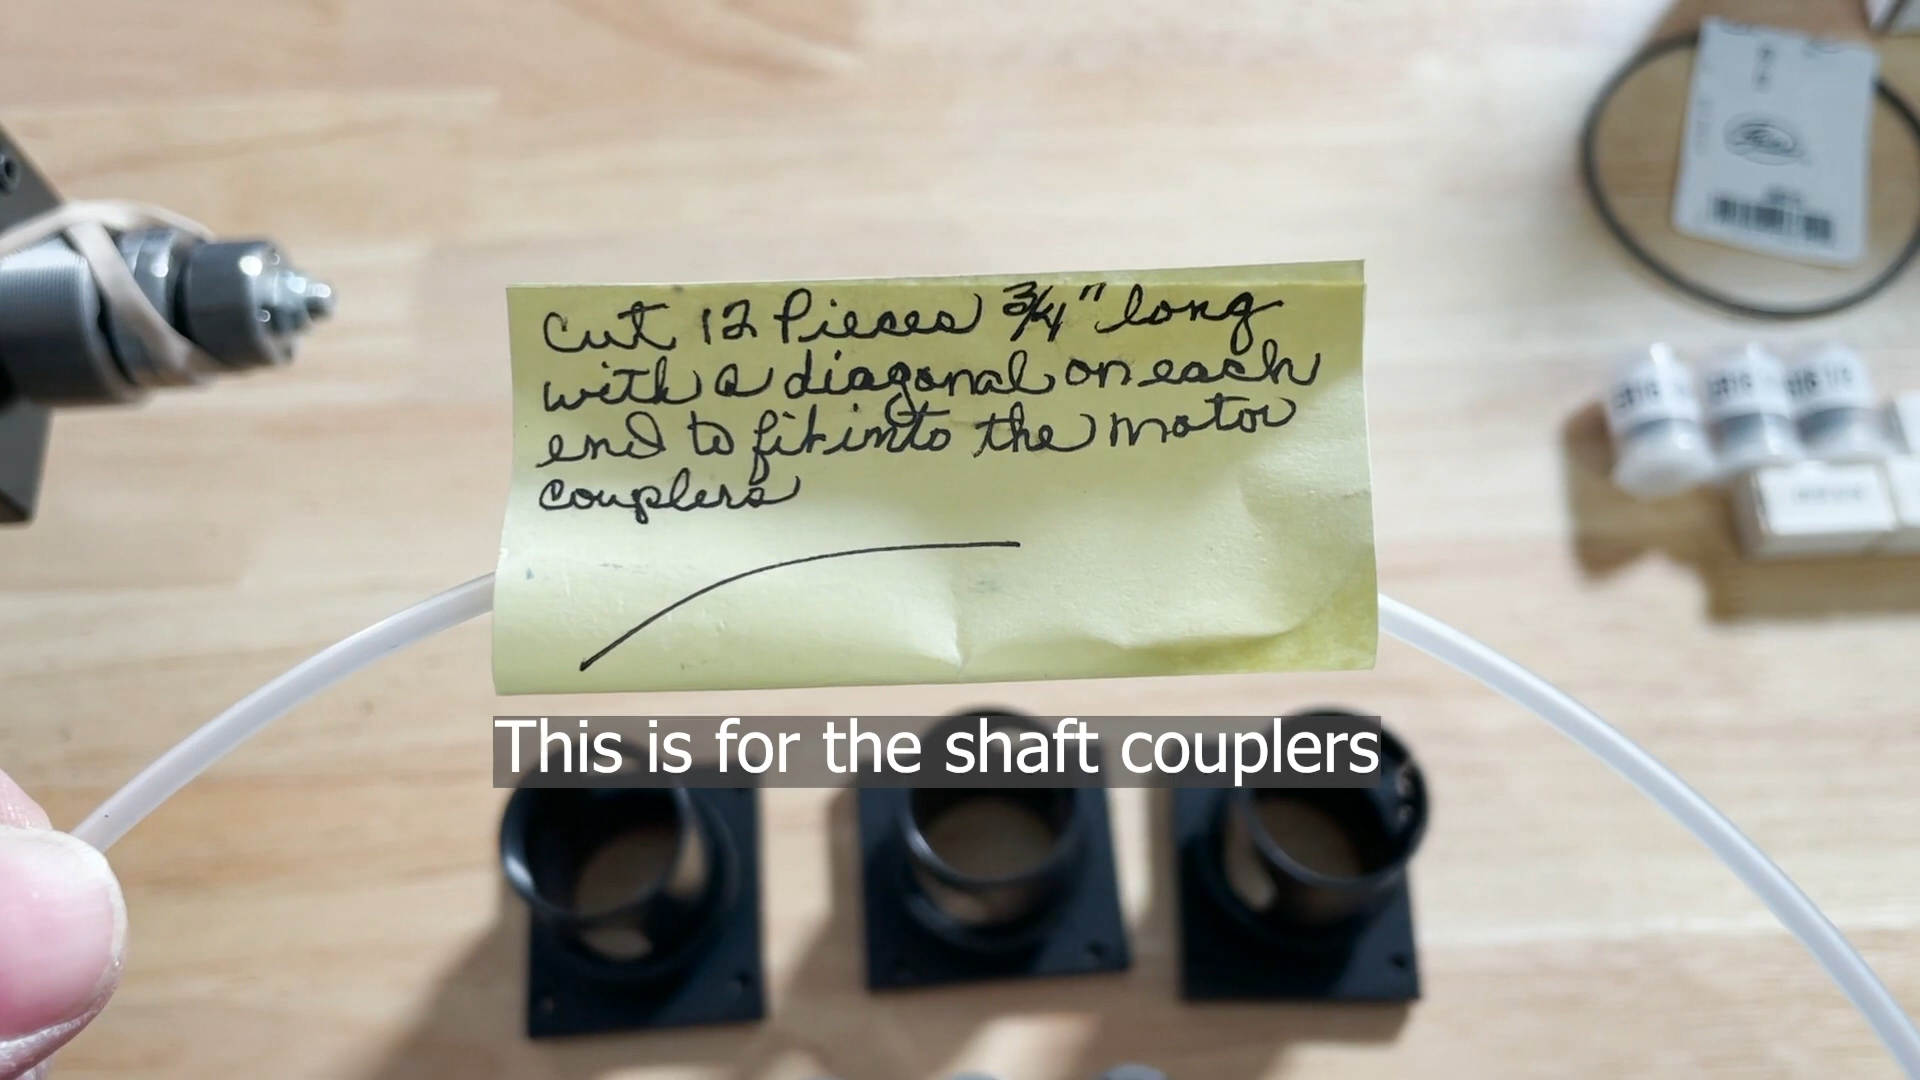 Cut 12 Pieces 3/4" long
with a diagonal on each
end to fit into the motor
couplers
This is for the shaft couplers